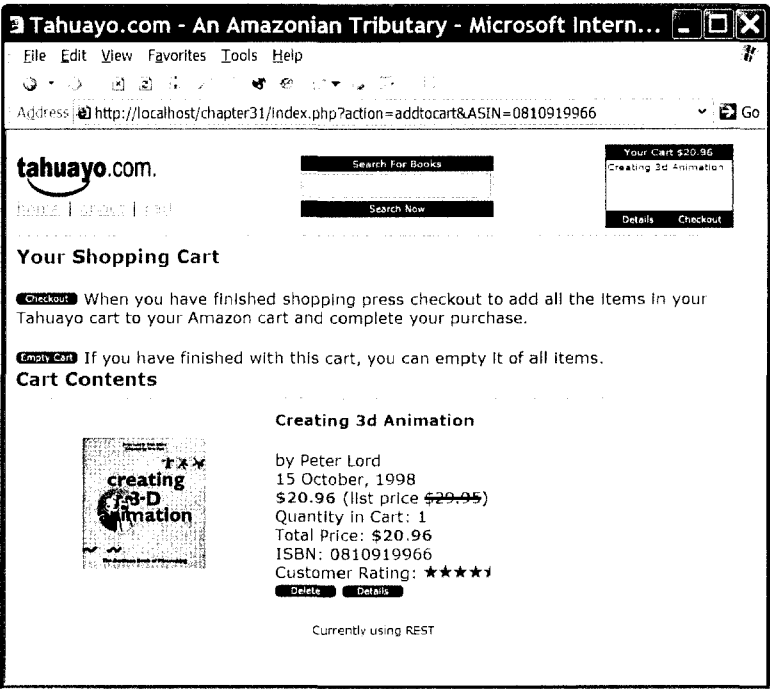 Tahuayo.com - An Amazonian Tributary - Microsoft Intern...
File Edit View Favorites Tools Help
Address http://localhost/chapter31/index.php?action=addtocart&ASIN=0810919966 Go
tahuayo.com.
Search For Books
Search Now
Your Cart $20.96
Creating 3d Animation
Details Checkout
home | about |
Your Shopping Cart
Checkout When you have finished shopping press checkout to add all the items in your
Tahuayo cart to your Amazon cart and complete your purchase.
Empty Cart If you have finished with this cart, you can empty it of all items.
Cart Contents
Creating 3d Animation
by Peter Lord
15 October, 1998
$20.96 (list price $29.95)
Quantity in Cart: 1
Total Price: $20.96
ISBN: 0810919966
Customer Rating:
Delete Details
creating
3-D
animation
Currently using REST